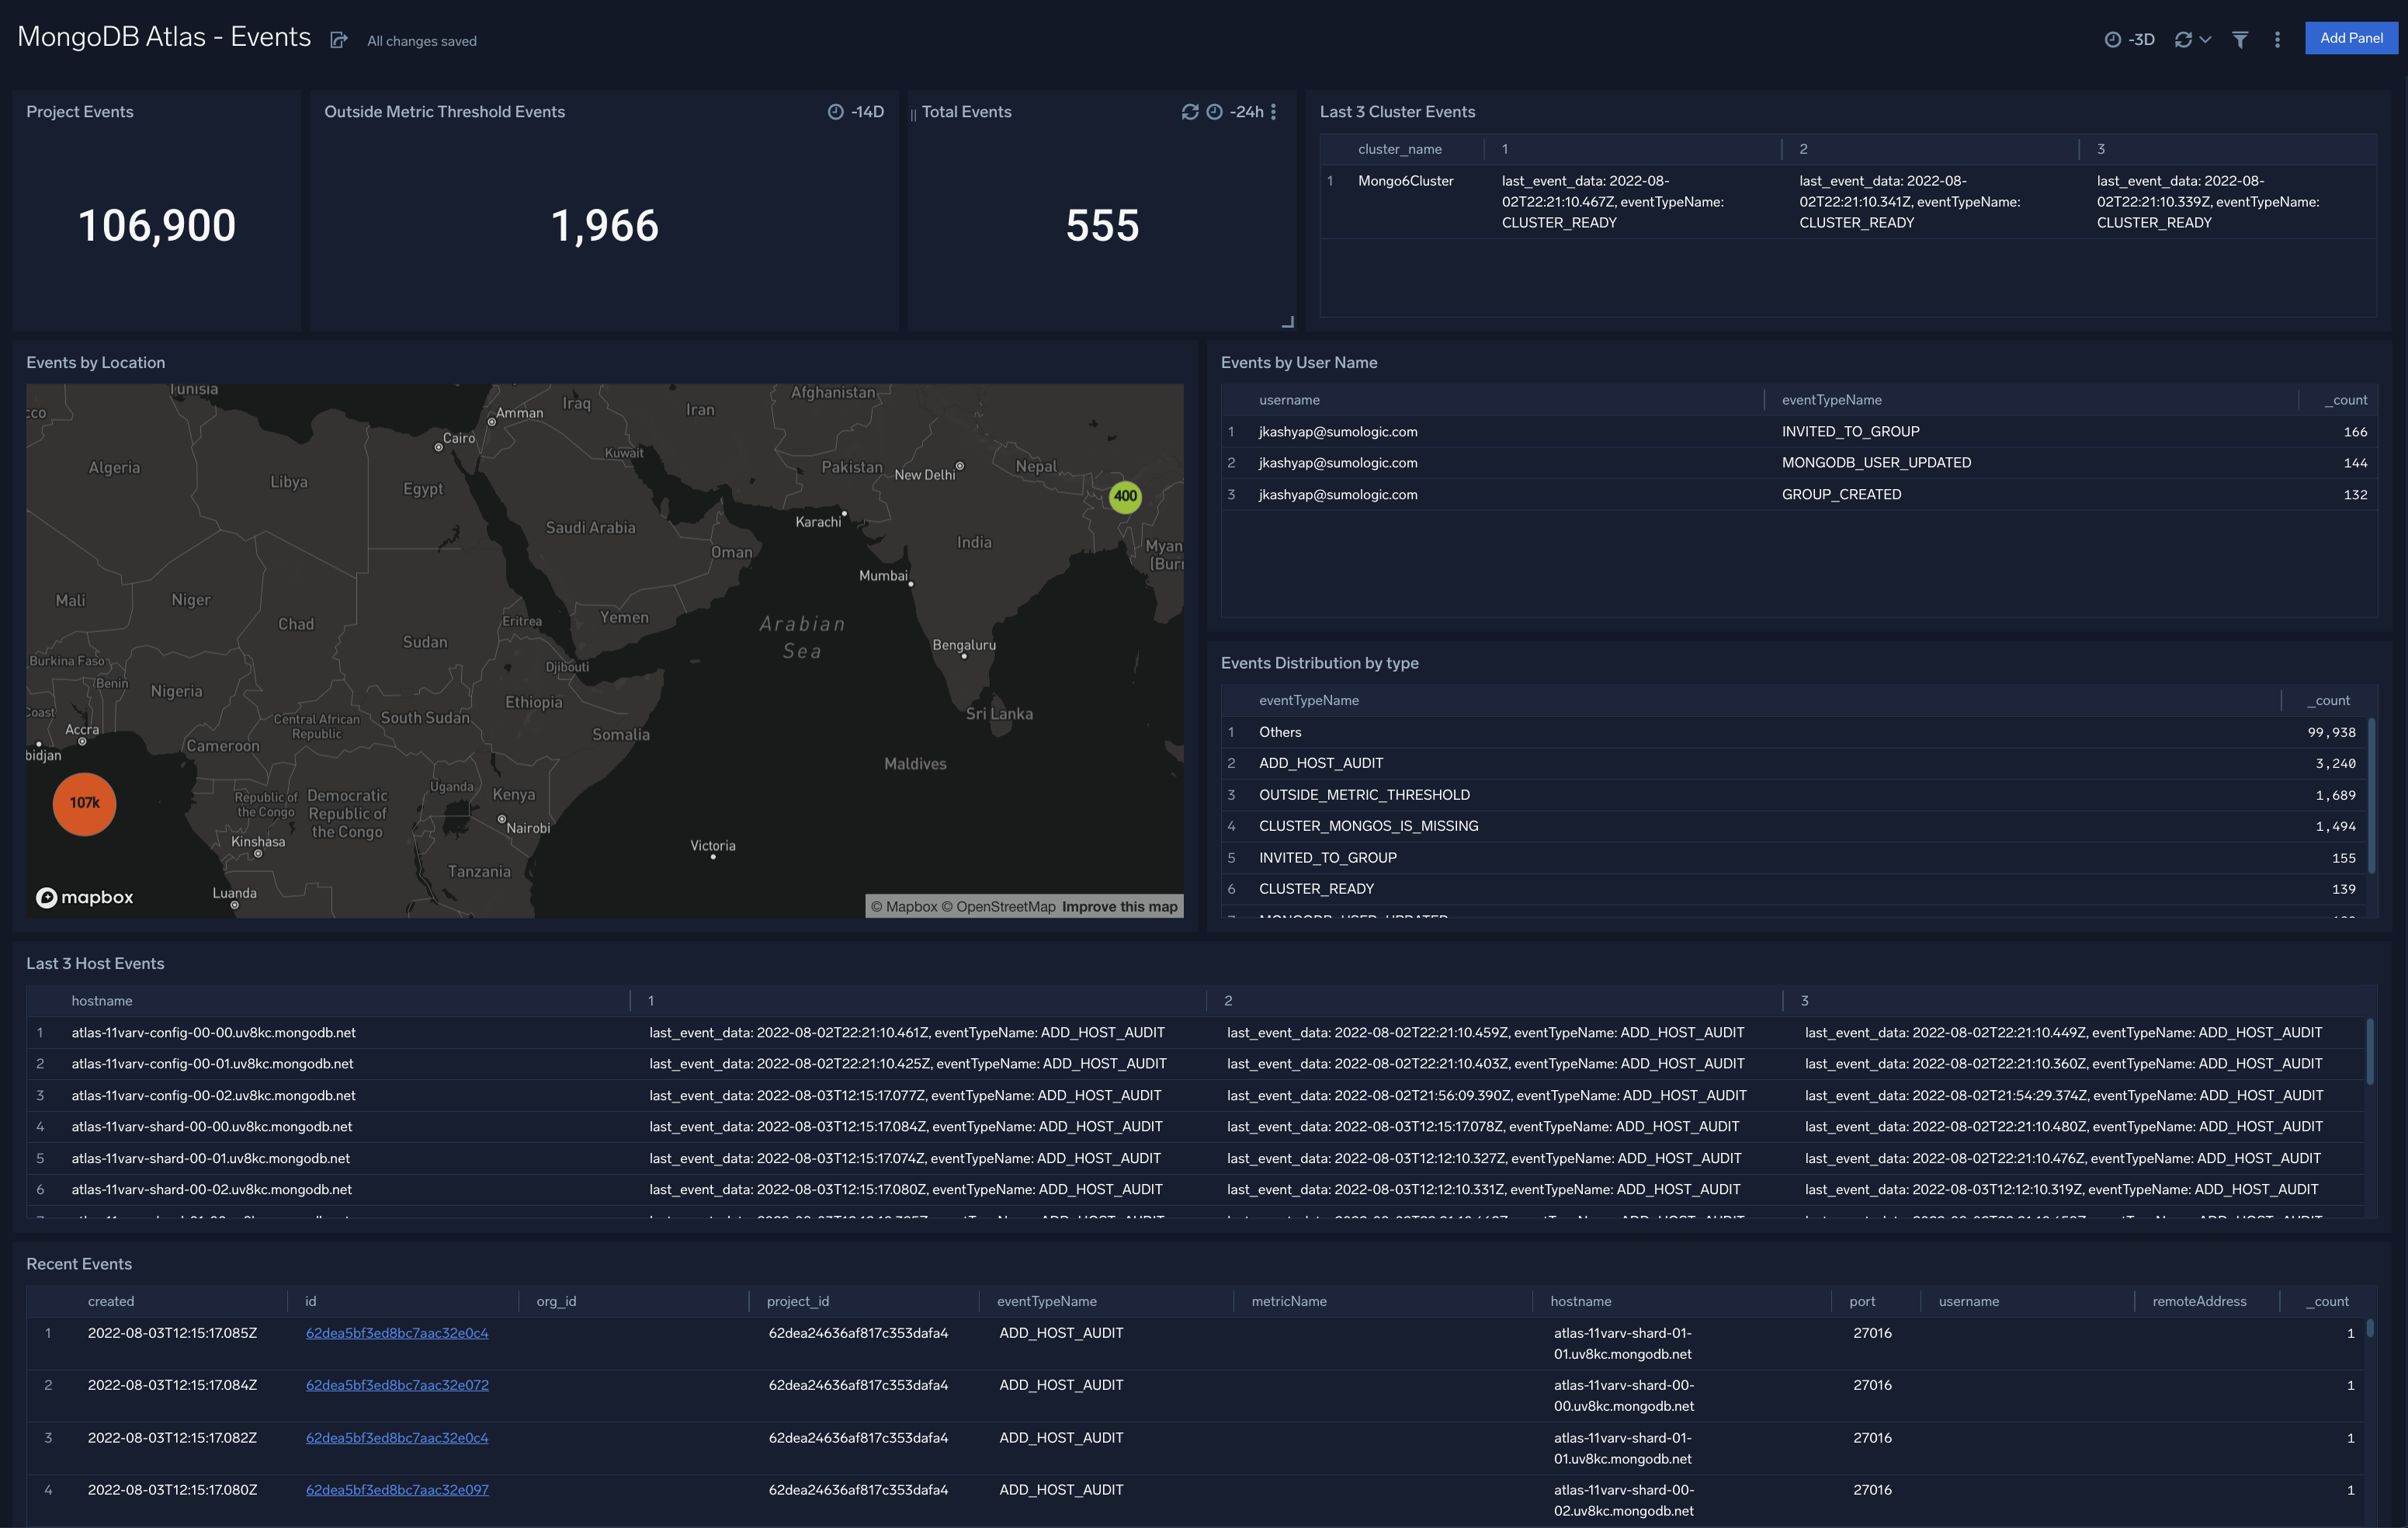 MongoDB Atlas - Events
All changes saved
-3D
Add Panel
Project Events
106,900
Outside Metric Threshold Events
-14D
1,966
Total Events
-24h
555
Last 3 Cluster Events
cluster_name 1 2 3
1 Mongo6Cluster
last_event_data: 2022-08-
02T22:21:10.467Z, eventTypeName:
CLUSTER_READY
last_event_data: 2022-08-
02T22:21:10.341Z, eventTypeName:
CLUSTER_READY
last_event_data: 2022-08-
02T22:21:10.339Z, eventTypeName:
CLUSTER_READY
Events by Location
Tunisia
cco
Amman
Iraq
Iran
Afghanistan
Cairo
Algeria
Libya
Egypt
Kuwait
Pakistan
New Delhi
Nepal
400
Saudi Arabia
Karachi
Oman
India
Myan
(Burr
Mumbai
Mali
Niger
Chad
Sudan
Eritrea
Yemen
Arabian
Sea
Bengaluru
Burkina Faso
Benin
Nigeria
Djibouti
Ethiopia
Coast
Accra
Central African
Republic
South Sudan
Sri Lanka
bidjan
Cameroon
Somalia
Maldives
107k
Republic of
the Congo
Democratic
Republic of
the Congo
Uganda
Kenya
Nairobi
Kinshasa
Victoria
Tanzania
Luanda
mapbox
© Mapbox © OpenStreetMap Improve this map
Events by User Name
username eventTypeName _count
1 jkashyap@sumologic.com INVITED_TO_GROUP 166
2 jkashyap@sumologic.com MONGODB_USER_UPDATED 144
3 jkashyap@sumologic.com GROUP_CREATED 132
Events Distribution by type
eventTypeName _count
1 Others 99,938
2 ADD_HOST_AUDIT 3,240
3 OUTSIDE_METRIC_THRESHOLD 1,689
4 CLUSTER_MONGOS_IS_MISSING 1,494
5 INVITED_TO_GROUP 155
6 CLUSTER_READY 139
Last 3 Host Events
hostname 1 2 3
1 atlas-11varv-config-00-00.uv8kc.mongodb.net last_event_data: 2022-08-02T22:21:10.461Z, eventTypeName: ADD_HOST_AUDIT last_event_data: 2022-08-02T22:21:10.459Z, eventTypeName: ADD_HOST_AUDIT last_event_data: 2022-08-02T22:21:10.449Z, eventTypeName: ADD_HOST_AUDIT
2 atlas-11varv-config-00-01.uv8kc.mongodb.net last_event_data: 2022-08-02T22:21:10.425Z, eventTypeName: ADD_HOST_AUDIT last_event_data: 2022-08-02T22:21:10.403Z, eventTypeName: ADD_HOST_AUDIT last_event_data: 2022-08-02T22:21:10.360Z, eventTypeName: ADD_HOST_AUDIT
3 atlas-11varv-config-00-02.uv8kc.mongodb.net last_event_data: 2022-08-03T12:15:17.077Z, eventTypeName: ADD_HOST_AUDIT last_event_data: 2022-08-02T21:56:09.390Z, eventTypeName: ADD_HOST_AUDIT last_event_data: 2022-08-02T21:54:29.374Z, eventTypeName: ADD_HOST_AUDIT
4 atlas-11varv-shard-00-00.uv8kc.mongodb.net last_event_data: 2022-08-03T12:15:17.084Z, eventTypeName: ADD_HOST_AUDIT last_event_data: 2022-08-03T12:15:17.078Z, eventTypeName: ADD_HOST_AUDIT last_event_data: 2022-08-02T22:21:10.480Z, eventTypeName: ADD_HOST_AUDIT
5 atlas-11varv-shard-00-01.uv8kc.mongodb.net last_event_data: 2022-08-03T12:15:17.074Z, eventTypeName: ADD_HOST_AUDIT last_event_data: 2022-08-03T12:12:10.327Z, eventTypeName: ADD_HOST_AUDIT last_event_data: 2022-08-02T22:21:10.476Z, eventTypeName: ADD_HOST_AUDIT
6 atlas-11varv-shard-00-02.uv8kc.mongodb.net last_event_data: 2022-08-03T12:15:17.080Z, eventTypeName: ADD_HOST_AUDIT last_event_data: 2022-08-03T12:12:10.331Z, eventTypeName: ADD_HOST_AUDIT last_event_data: 2022-08-03T12:12:10.319Z, eventTypeName: ADD_HOST_AUDIT
Recent Events
created id org_id project_id eventTypeName metricName hostname port username remoteAddress _count
1 2022-08-03T12:15:17.085Z 62dea5bf3ed8bc7aac32e0c4 62dea24636af817c353dafa4 ADD_HOST_AUDIT atlas-11varv-shard-01- 27016 1
01.uv8kc.mongodb.net
2 2022-08-03T12:15:17.084Z 62dea5bf3ed8bc7aac32e072 62dea24636af817c353dafa4 ADD_HOST_AUDIT atlas-11varv-shard-00- 27016 1
00.uv8kc.mongodb.net
3 2022-08-03T12:15:17.082Z 62dea5bf3ed8bc7aac32e0c4 62dea24636af817c353dafa4 ADD_HOST_AUDIT atlas-11varv-shard-01- 27016 1
01.uv8kc.mongodb.net
4 2022-08-03T12:15:17.080Z 62dea5bf3ed8bc7aac32e097 62dea24636af817c353dafa4 ADD_HOST_AUDIT atlas-11varv-shard-00- 27016 1
02.uv8kc.mongodb.net